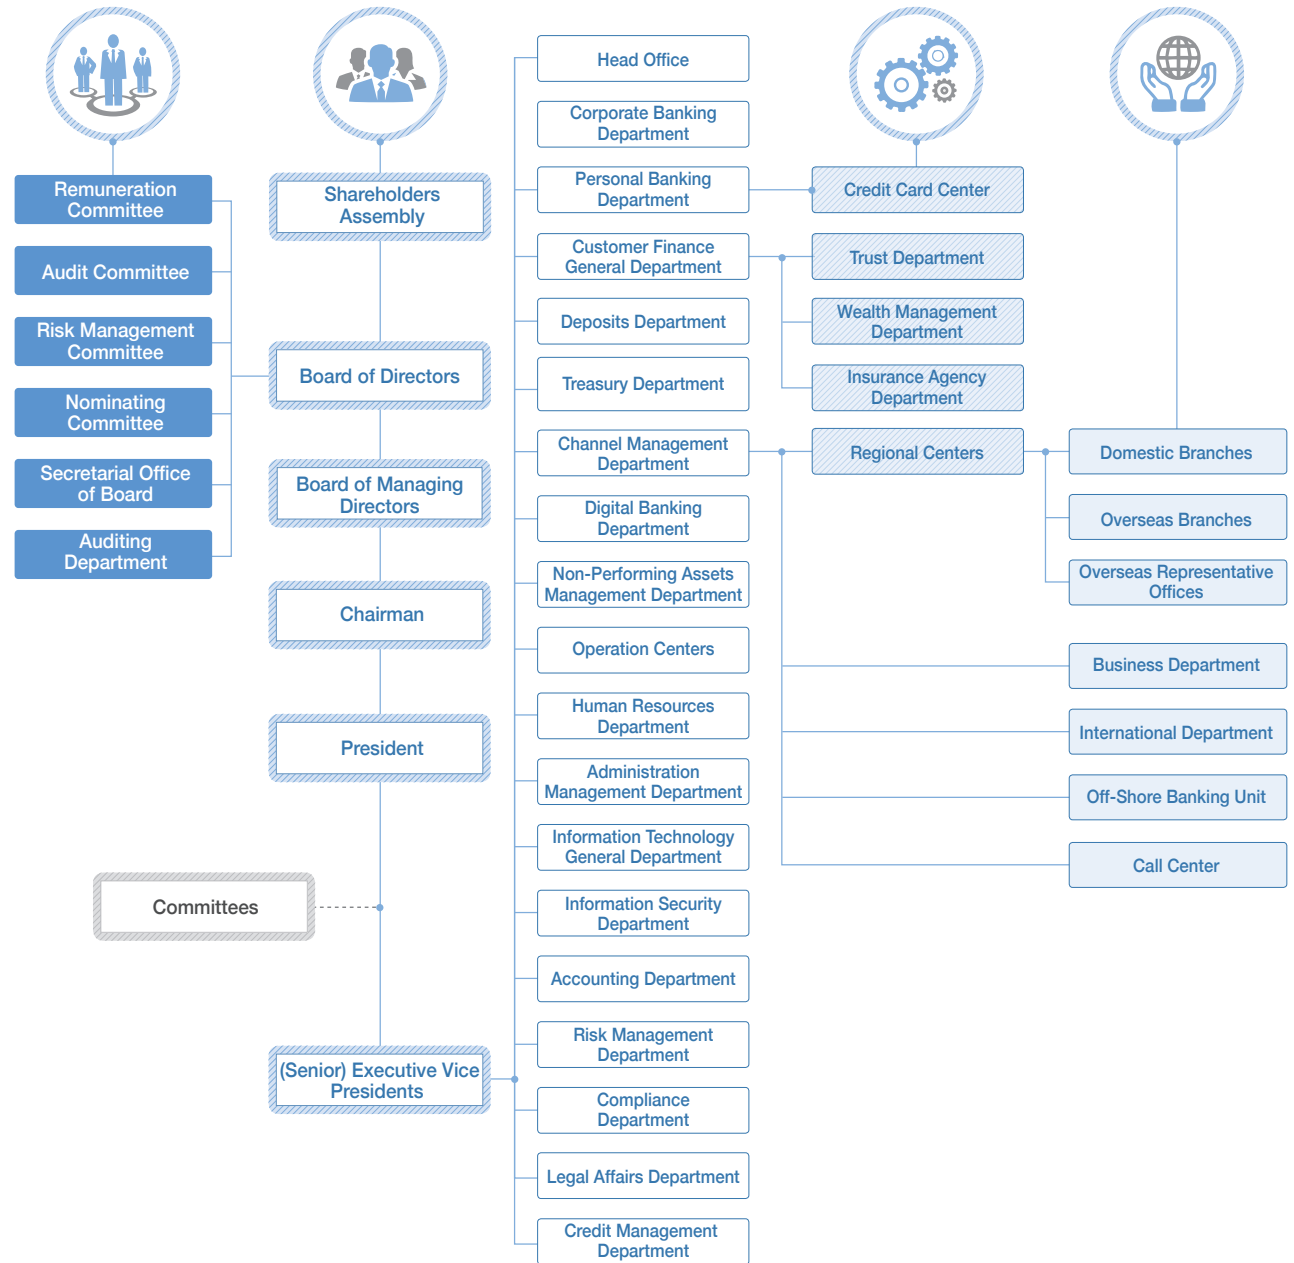 Remuneration
Committee
Audit Committee
Risk Management
Committee
Nominating
Committee
Secretarial Office
of Board
Auditing
Department
Shareholders
Assembly
Board of Directors
Board of Managing
Directors
Chairman
President
Committees
(Senior) Executive Vice
Presidents
Head Office
Corporate Banking
Department
Personal Banking
Department
Customer Finance
General Department
Deposits Department
Treasury Department
Channel Management
Department
Digital Banking
Department
Non-Performing Assets
Management Department
Operation Centers
Human Resources
Department
Administration
Management Department
Information Technology
General Department
Information Security
Department
Accounting Department
Risk Management
Department
Compliance
Department
Legal Affairs Department
Credit Management
Department
Credit Card Center
Trust Department
Wealth Management
Department
Insurance Agency
Department
Regional Centers
Domestic Branches
Overseas Branches
Overseas Representative
Offices
Business Department
International Department
Off-Shore Banking Unit
Call Center